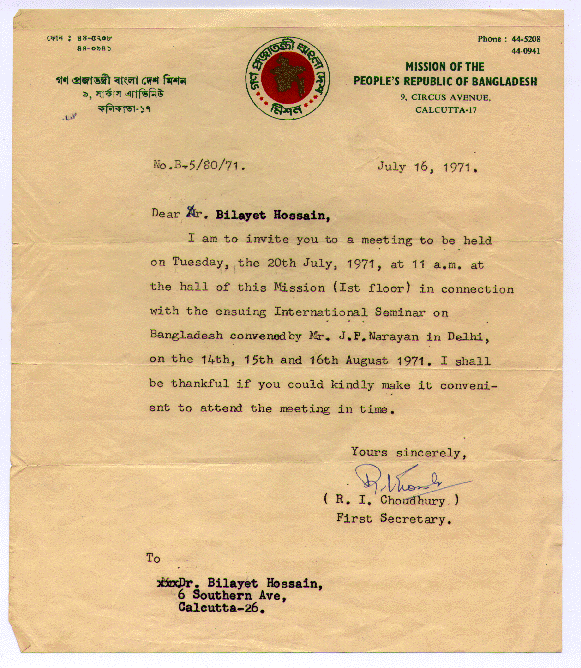 ফোন : ৪৪-৫২০৮
৪৪-০৯৪১
গণ প্রজাতন্ত্রী বাংলা দেশ মিশন
৯, সার্কাস এ্যাভিনিউ
কলিকাতা-১৭
গণ প্রজাতন্ত্রী বাংলা দেশ
মিশন
Phone : 44-5208
44-0941
MISSION OF THE
PEOPLE'S REPUBLIC OF BANGLADESH
9, CIRCUS AVENUE,
CALCUTTA-17
No.B-5/80/71.
July 16, 1971.
Dear Mr. Bilayet Hossain,
I am to invite you to a meeting to be held
on Tuesday, the 20th July, 1971, at 11 a.m. at
the hall of this Mission (Ist floor) in connection
with the ensuing International Seminar on
Bangladesh convened by Mr. J.P.Narayan in Delhi,
on the 14th, 15th and 16th August 1971. I shall
be thankful if you could kindly make it conveni-
ent to attend the meeting in time.
Yours sincerely,
( R. I. Choudhury )
First Secretary.
To
xxxDr. Bilayet Hossain,
6 Southern Ave,
Calcutta-26.